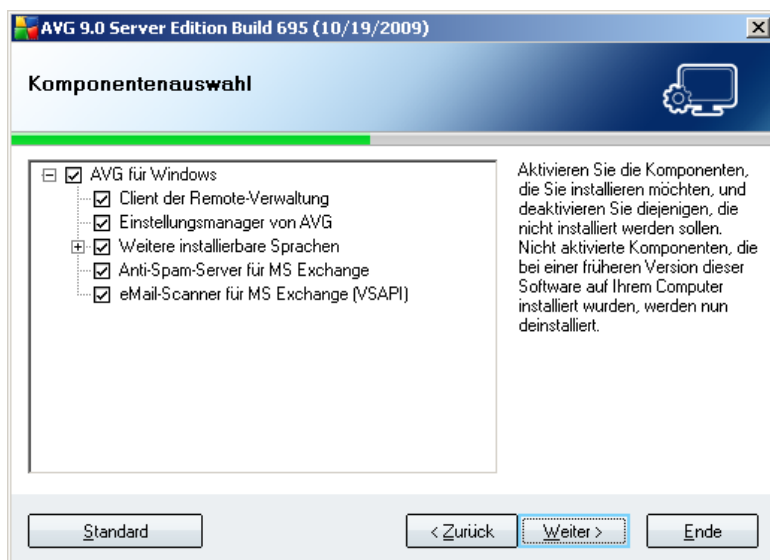 AVG 9.0 Server Edition Build 695 (10/19/2009)
Komponentenauswahl
AVG für Windows
Client der Remote-Verwaltung
Einstellungsmanager von AVG
Weitere installierbare Sprachen
Anti-Spam-Server für MS Exchange
eMail-Scanner für MS Exchange (VSAPI)
Aktivieren Sie die Komponenten,
die Sie installieren möchten, und
deaktivieren Sie diejenigen, die
nicht installiert werden sollen.
Nicht aktivierte Komponenten, die
bei einer früheren Version dieser
Software auf Ihrem Computer
installiert wurden, werden nun
deinstalliert.
Standard
< Zurück
Weiter >
Ende